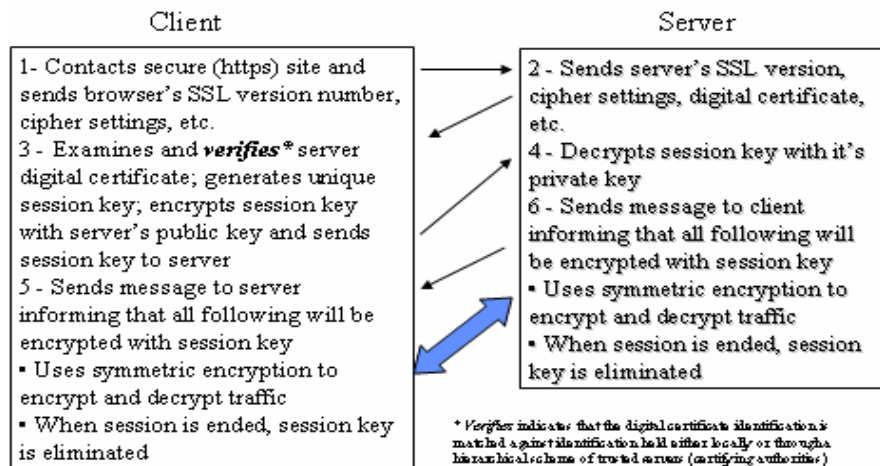 Client
1- Contacts secure (https) site and
sends browser's SSL version number,
cipher settings, etc.
3 - Examines and verifies* server
digital certificate; generates unique
session key; encrypts session key
with server's public key and sends
session key to server
5 - Sends message to server
informing that all following will be
encrypted with session key
▪ Uses symmetric encryption to
encrypt and decrypt traffic
▪ When session is ended, session key
is eliminated
Server
2 - Sends server's SSL version,
cipher settings, digital certificate,
etc.
4 - Decrypts session key with it's
private key
6 - Sends message to client
informing that all following will
be encrypted with session key
▪ Uses symmetric encryption to
encrypt and decrypt traffic
▪ When session is ended, session
key is eliminated
* Verifies indicates that the digital certificate identification is
matched against identification held either locally or through a
hierarchical scheme of trusted servers (certifying authorities)